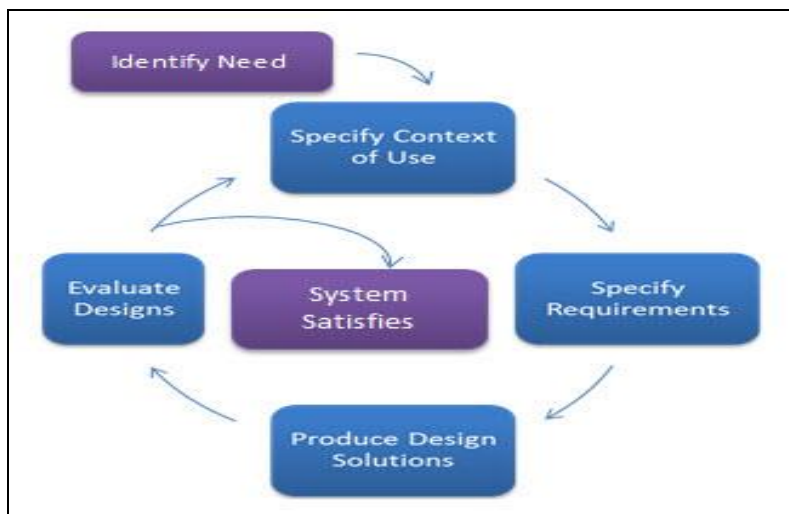 Identify Need
Specify Context
of Use
Evaluate
Designs
System
Satisfies
Specify
Requirements
Produce Design
Solutions